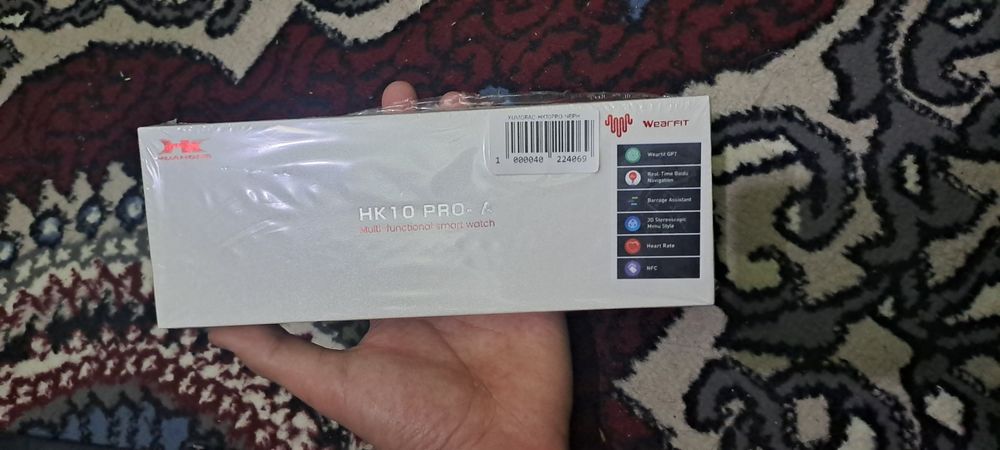 HK
WEARFIT
1 000040 224069
Wearfit GPT
Real-Time Baidu
Navigation
Barrage Assistant
3D Stereoscopic
Menu Style
Heart Rate
NFC
HK10 PRO- A
Multi-functional smart watch